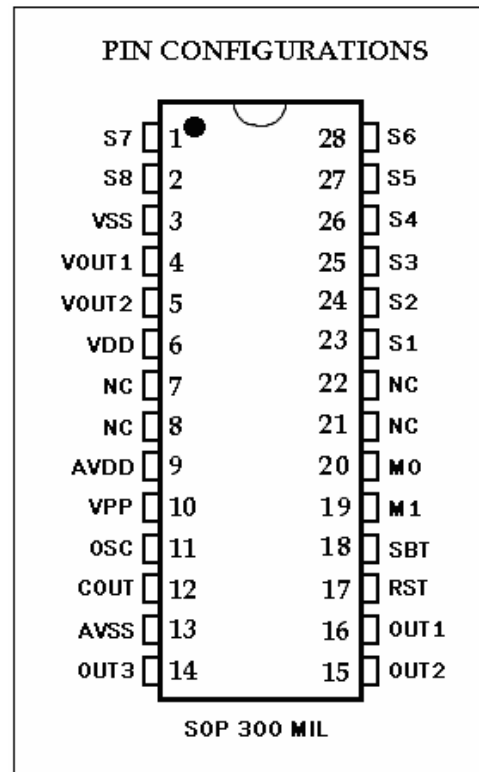 PIN CONFIGURATIONS
S7 1 28 S6
S8 2 27 S5
VSS 3 26 S4
VOUT1 4 25 S3
VOUT2 5 24 S2
VDD 6 23 S1
NC 7 22 NC
NC 8 21 NC
AVDD 9 20 M0
VPP 10 19 M1
OSC 11 18 SBT
COUT 12 17 RST
AVSS 13 16 OUT1
OUT3 14 15 OUT2
SOP 300 MIL